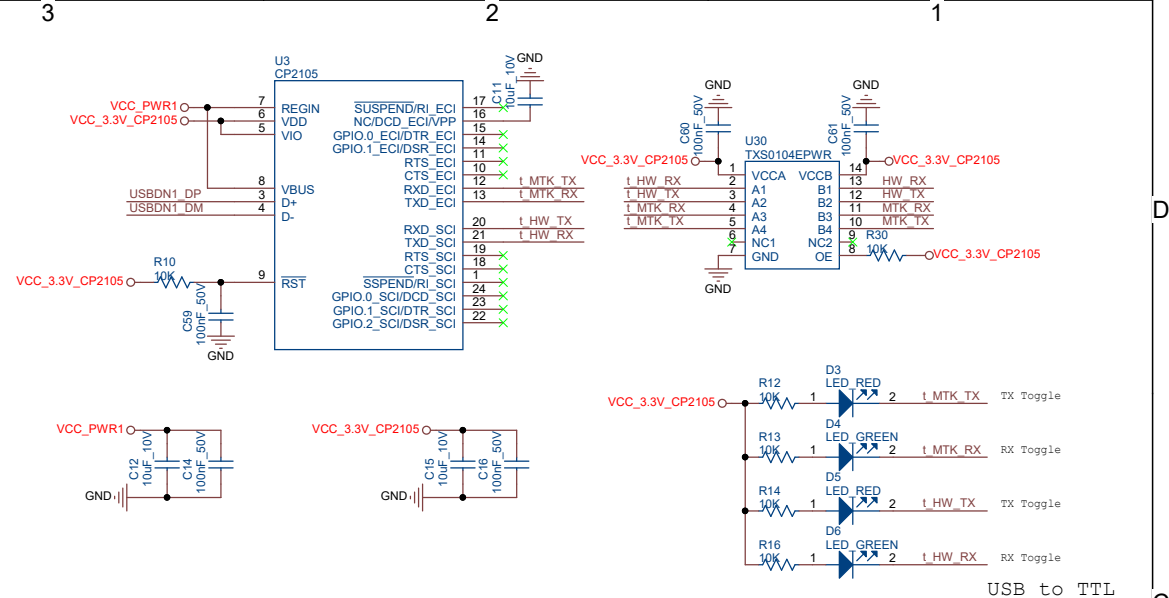 3
2
1
U3
CP2105
VCC_PWR1
VCC_3.3V_CP2105
7
6
5
8
3
4
9
REGIN
VDD
VIO
VBUS
D+
D-
RST
USBDN1_DP
USBDN1_DM
SUSPEND/RI_ECI
NC/DCD_ECI/VPP
GPIO.0_ECI/DTR_ECI
GPIO.1_ECI/DSR_ECI
RTS_ECI
CTS_ECI
RXD_ECI
TXD_ECI
RXD_SCI
TXD_SCI
RTS_SCI
CTS_SCI
SSPEND/RI_SCI
GPIO.0_SCI/DCD_SCI
GPIO.1_SCI/DTR_SCI
GPIO.2_SCI/DSR_SCI
17
16
15
14
11
10
12
13
20
21
19
18
1
24
23
22
t_MTK_TX
t_MTK_RX
t_HW_TX
t_HW_RX
GND
C11
10uF_10V
VCC_3.3V_CP2105
R10
10K
C59
100nF_50V
GND
GND
C60
100nF_50V
GND
C61
100nF_50V
U30
TXS0104EPWR
VCC_3.3V_CP2105
VCC_3.3V_CP2105
t_HW_RX
t_HW_TX
t_MTK_RX
t_MTK_TX
1
2
3
4
5
6
7
VCCA
A1
A2
A3
A4
NC1
GND
VCCB
B1
B2
B3
B4
NC2
OE
14
13
12
11
10
9
8
HW_RX
HW_TX
MTK_RX
MTK_TX
R30
10K
VCC_3.3V_CP2105
GND
D
VCC_PWR1
C12
10uF_10V
C14
100nF_50V
GND
VCC_3.3V_CP2105
C15
10uF_10V
C16
100nF_50V
GND
VCC_3.3V_CP2105
R12
10K
1
D3
LED_RED
2
t_MTK_TX
TX Toggle
R13
10K
1
D4
LED_GREEN
2
t_MTK_RX
RX Toggle
R14
10K
1
D5
LED_RED
2
t_HW_TX
TX Toggle
R16
10K
1
D6
LED_GREEN
2
t_HW_RX
RX Toggle
USB to TTL